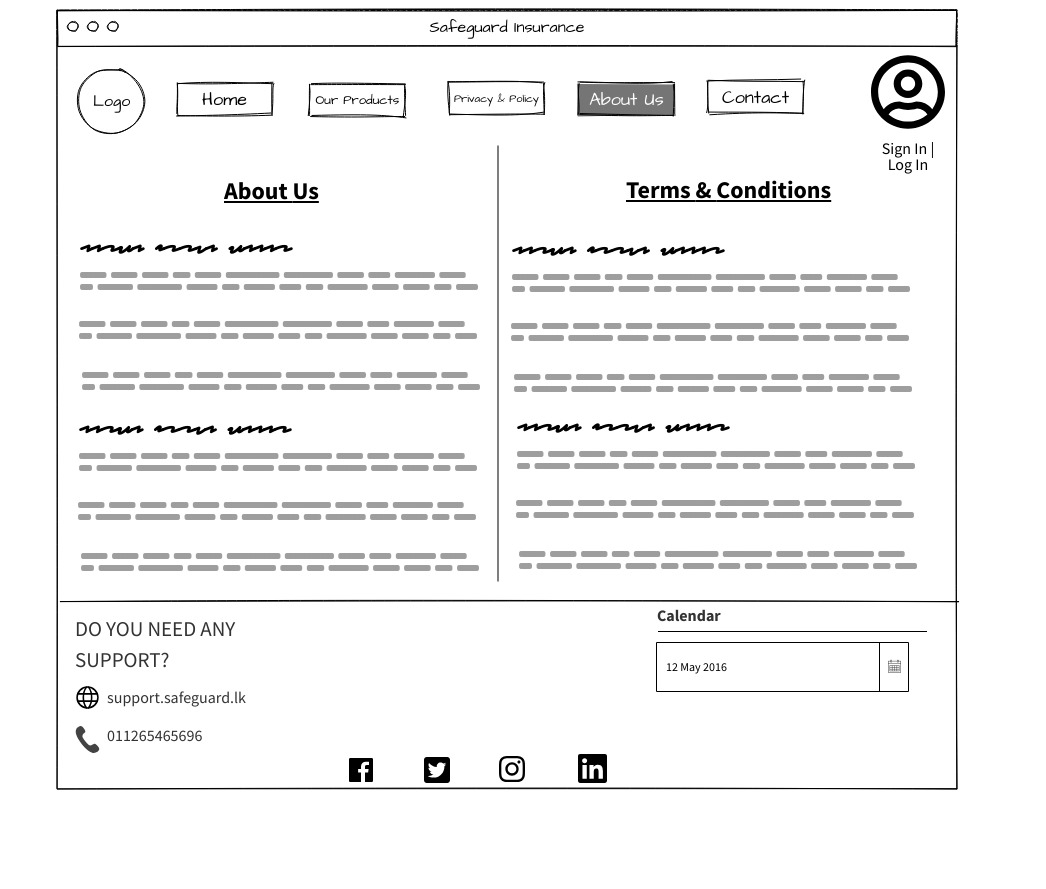 Safeguard Insurance
Logo
Home
Our Products
Privacy & Policy
About Us
Contact
Sign In |
Log In
About Us
Terms & Conditions
DO YOU NEED ANY
SUPPORT?
support.safeguard.lk
011265465696
Calendar
12 May 2016